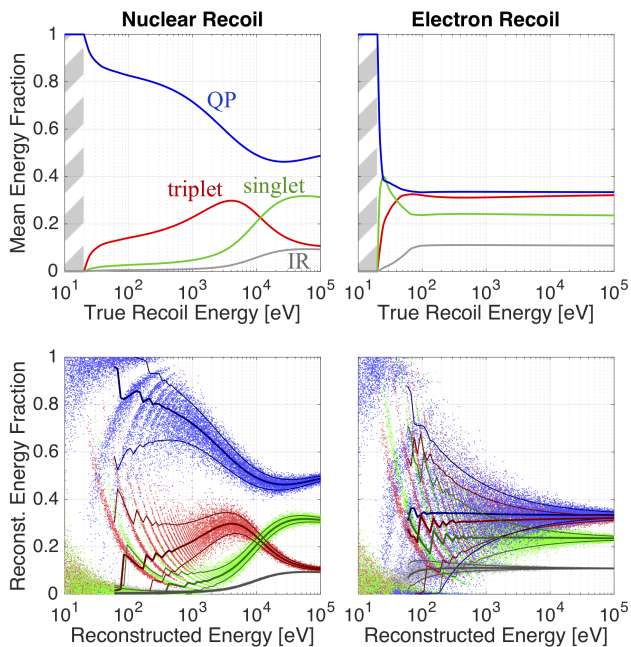 Nuclear Recoil
Electron Recoil
Mean Energy Fraction
1
0.8
0.6
0.4
0.2
0
QP
triplet
singlet
IR
10^1 10^2 10^3 10^4 10^5
10^1 10^2 10^3 10^4 10^5
True Recoil Energy [eV]
True Recoil Energy [eV]
Reconst. Energy Fraction
1
0.8
0.6
0.4
0.2
0
10^1 10^2 10^3 10^4 10^5
10^1 10^2 10^3 10^4 10^5
Reconstructed Energy [eV]
Reconstructed Energy [eV]